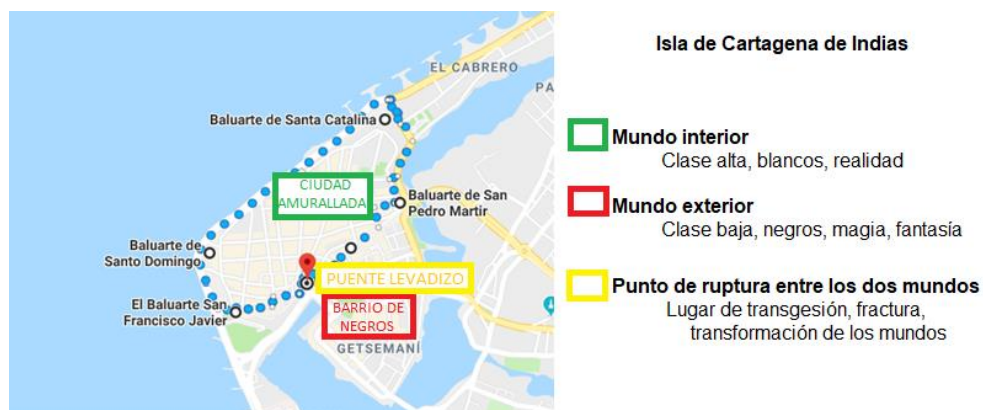 EL CABRERO
PA
Baluarte de Santa Catalina
CIUDAD
AMURALLADA
Baluarte de San
Pedro Martir
Baluarte de
Santo Domingo
PUENTE LEVADIZO
El Baluarte San
Francisco Javier
BARRIO DE
NEGROS
GETSEMANÍ
Isla de Cartagena de Indias
Mundo interior
Clase alta, blancos, realidad
Mundo exterior
Clase baja, negros, magia, fantasía
Punto de ruptura entre los dos mundos
Lugar de transgesión, fractura,
transformación de los mundos